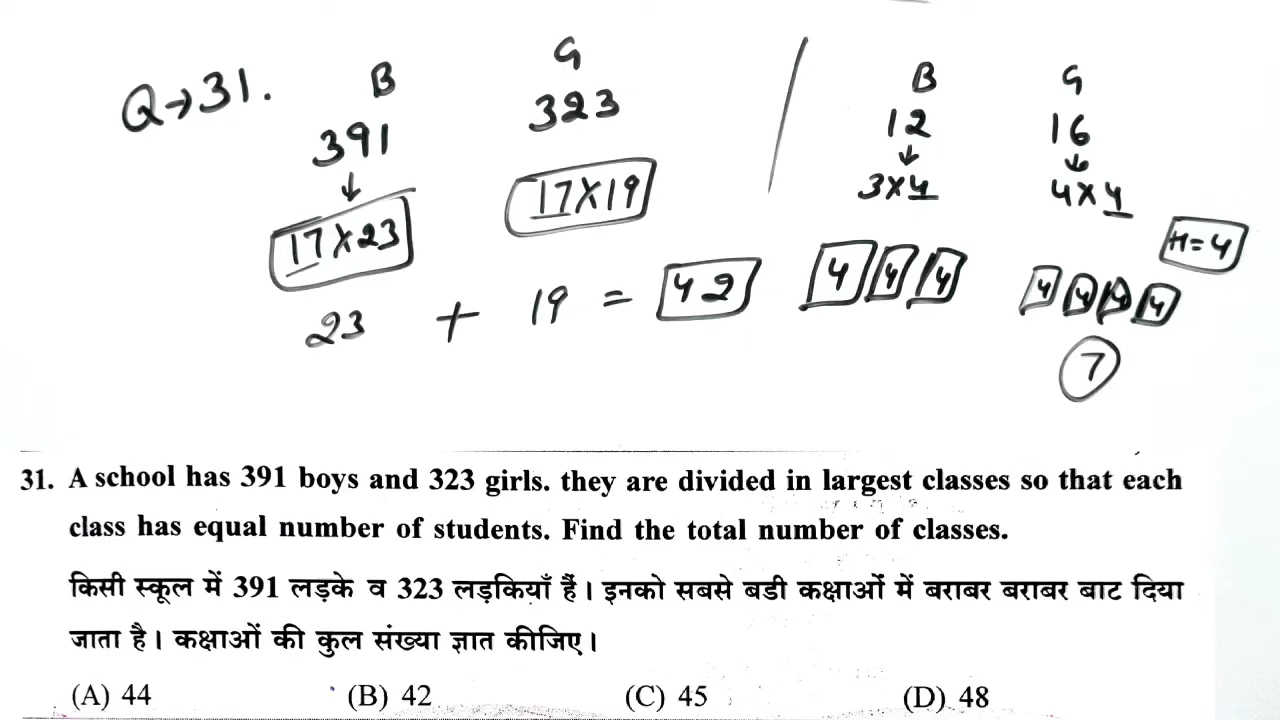 Q→31. B G B G
391 323 12 16
↓ ↓ ↓
17×23 17×19 3×4 4×4
H=4
23 + 19 = 42 4 4 4 4 4 4 4
7
31. A school has 391 boys and 323 girls. they are divided in largest classes so that each
class has equal number of students. Find the total number of classes.
किसी स्कूल में 391 लड़के व 323 लड़कियाँ हैं। इनको सबसे बडी कक्षाओं में बराबर बराबर बाट दिया
जाता है। कक्षाओं की कुल संख्या ज्ञात कीजिए।
(A) 44 (B) 42 (C) 45 (D) 48